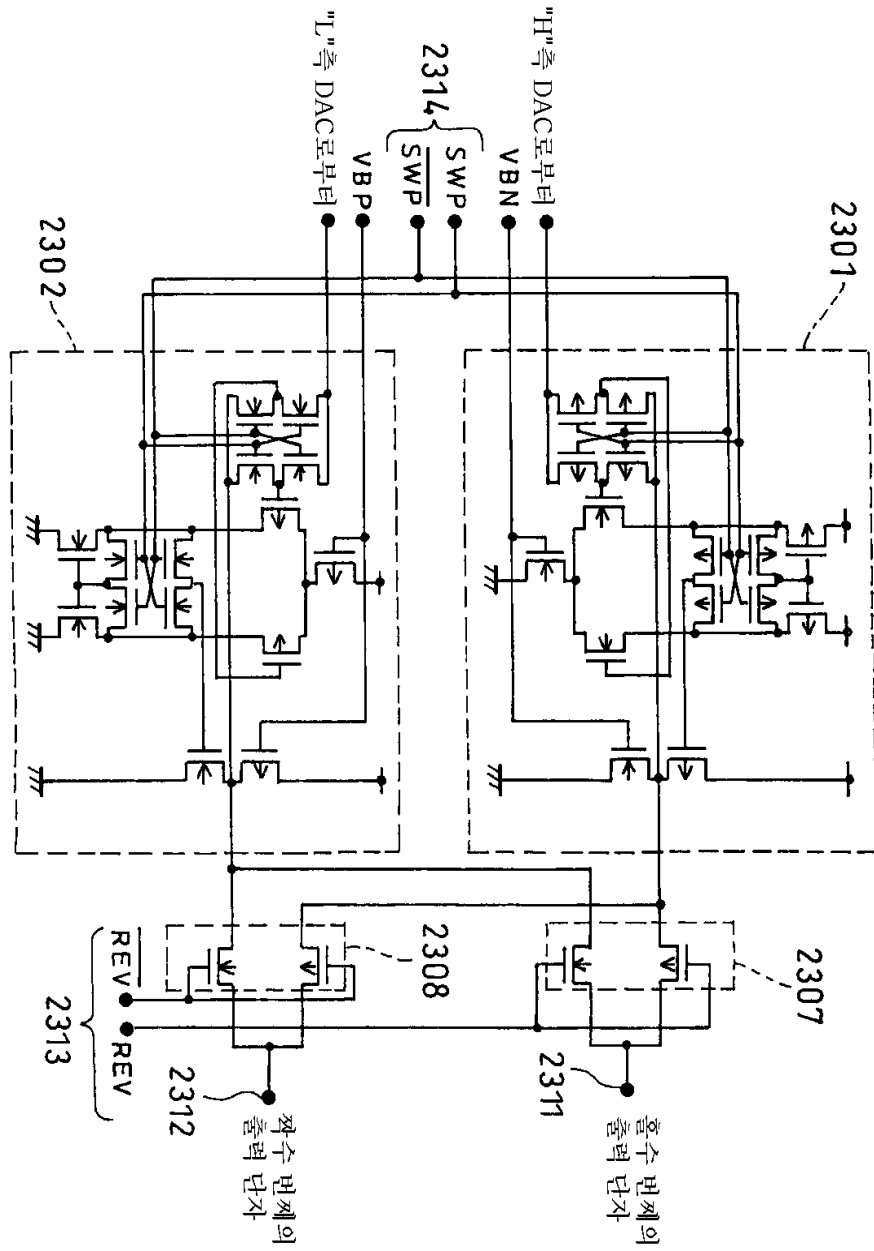 2301
2302
"H"측 DAC로부터
VBN
SWP
SWP
2314
VBP
"L"측 DAC로부터
2307
2308
2311
홀수 번째의
출력 단자
2312
짝수 번째의
출력 단자
REV
REV
2313